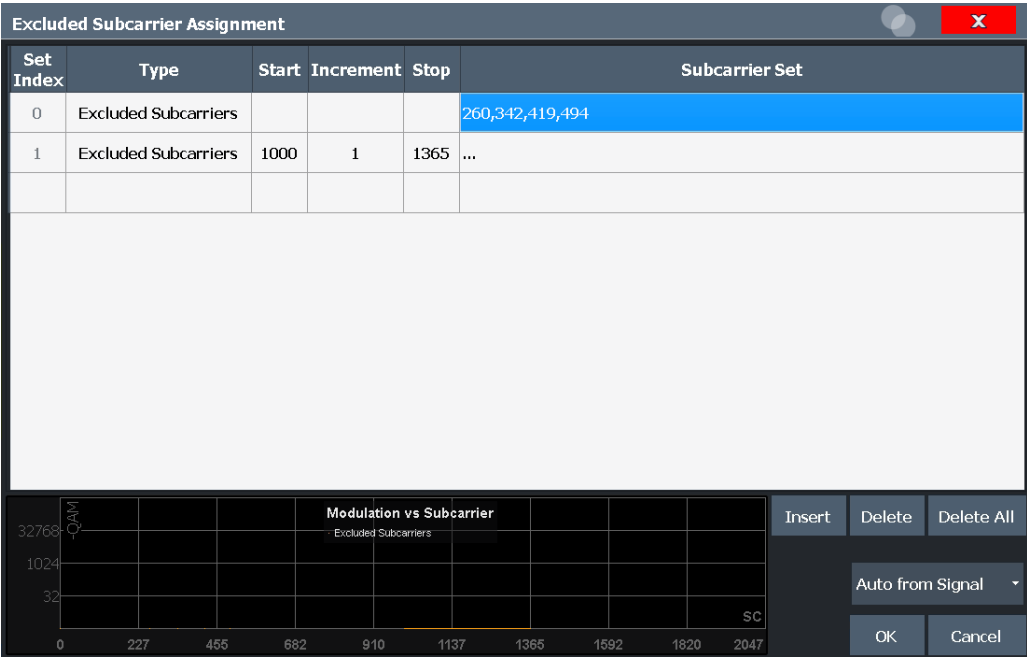 Excluded Subcarrier Assignment
X
Set Index Type Start Increment Stop Subcarrier Set
0 Excluded Subcarriers 260,342,419,494
1 Excluded Subcarriers 1000 1 1365 ...
Modulation vs Subcarrier
- Excluded Subcarriers
-QAM
32768
1024
32
SC
0 227 455 682 910 1137 1365 1592 1820 2047
Insert Delete Delete All
Auto from Signal
OK Cancel